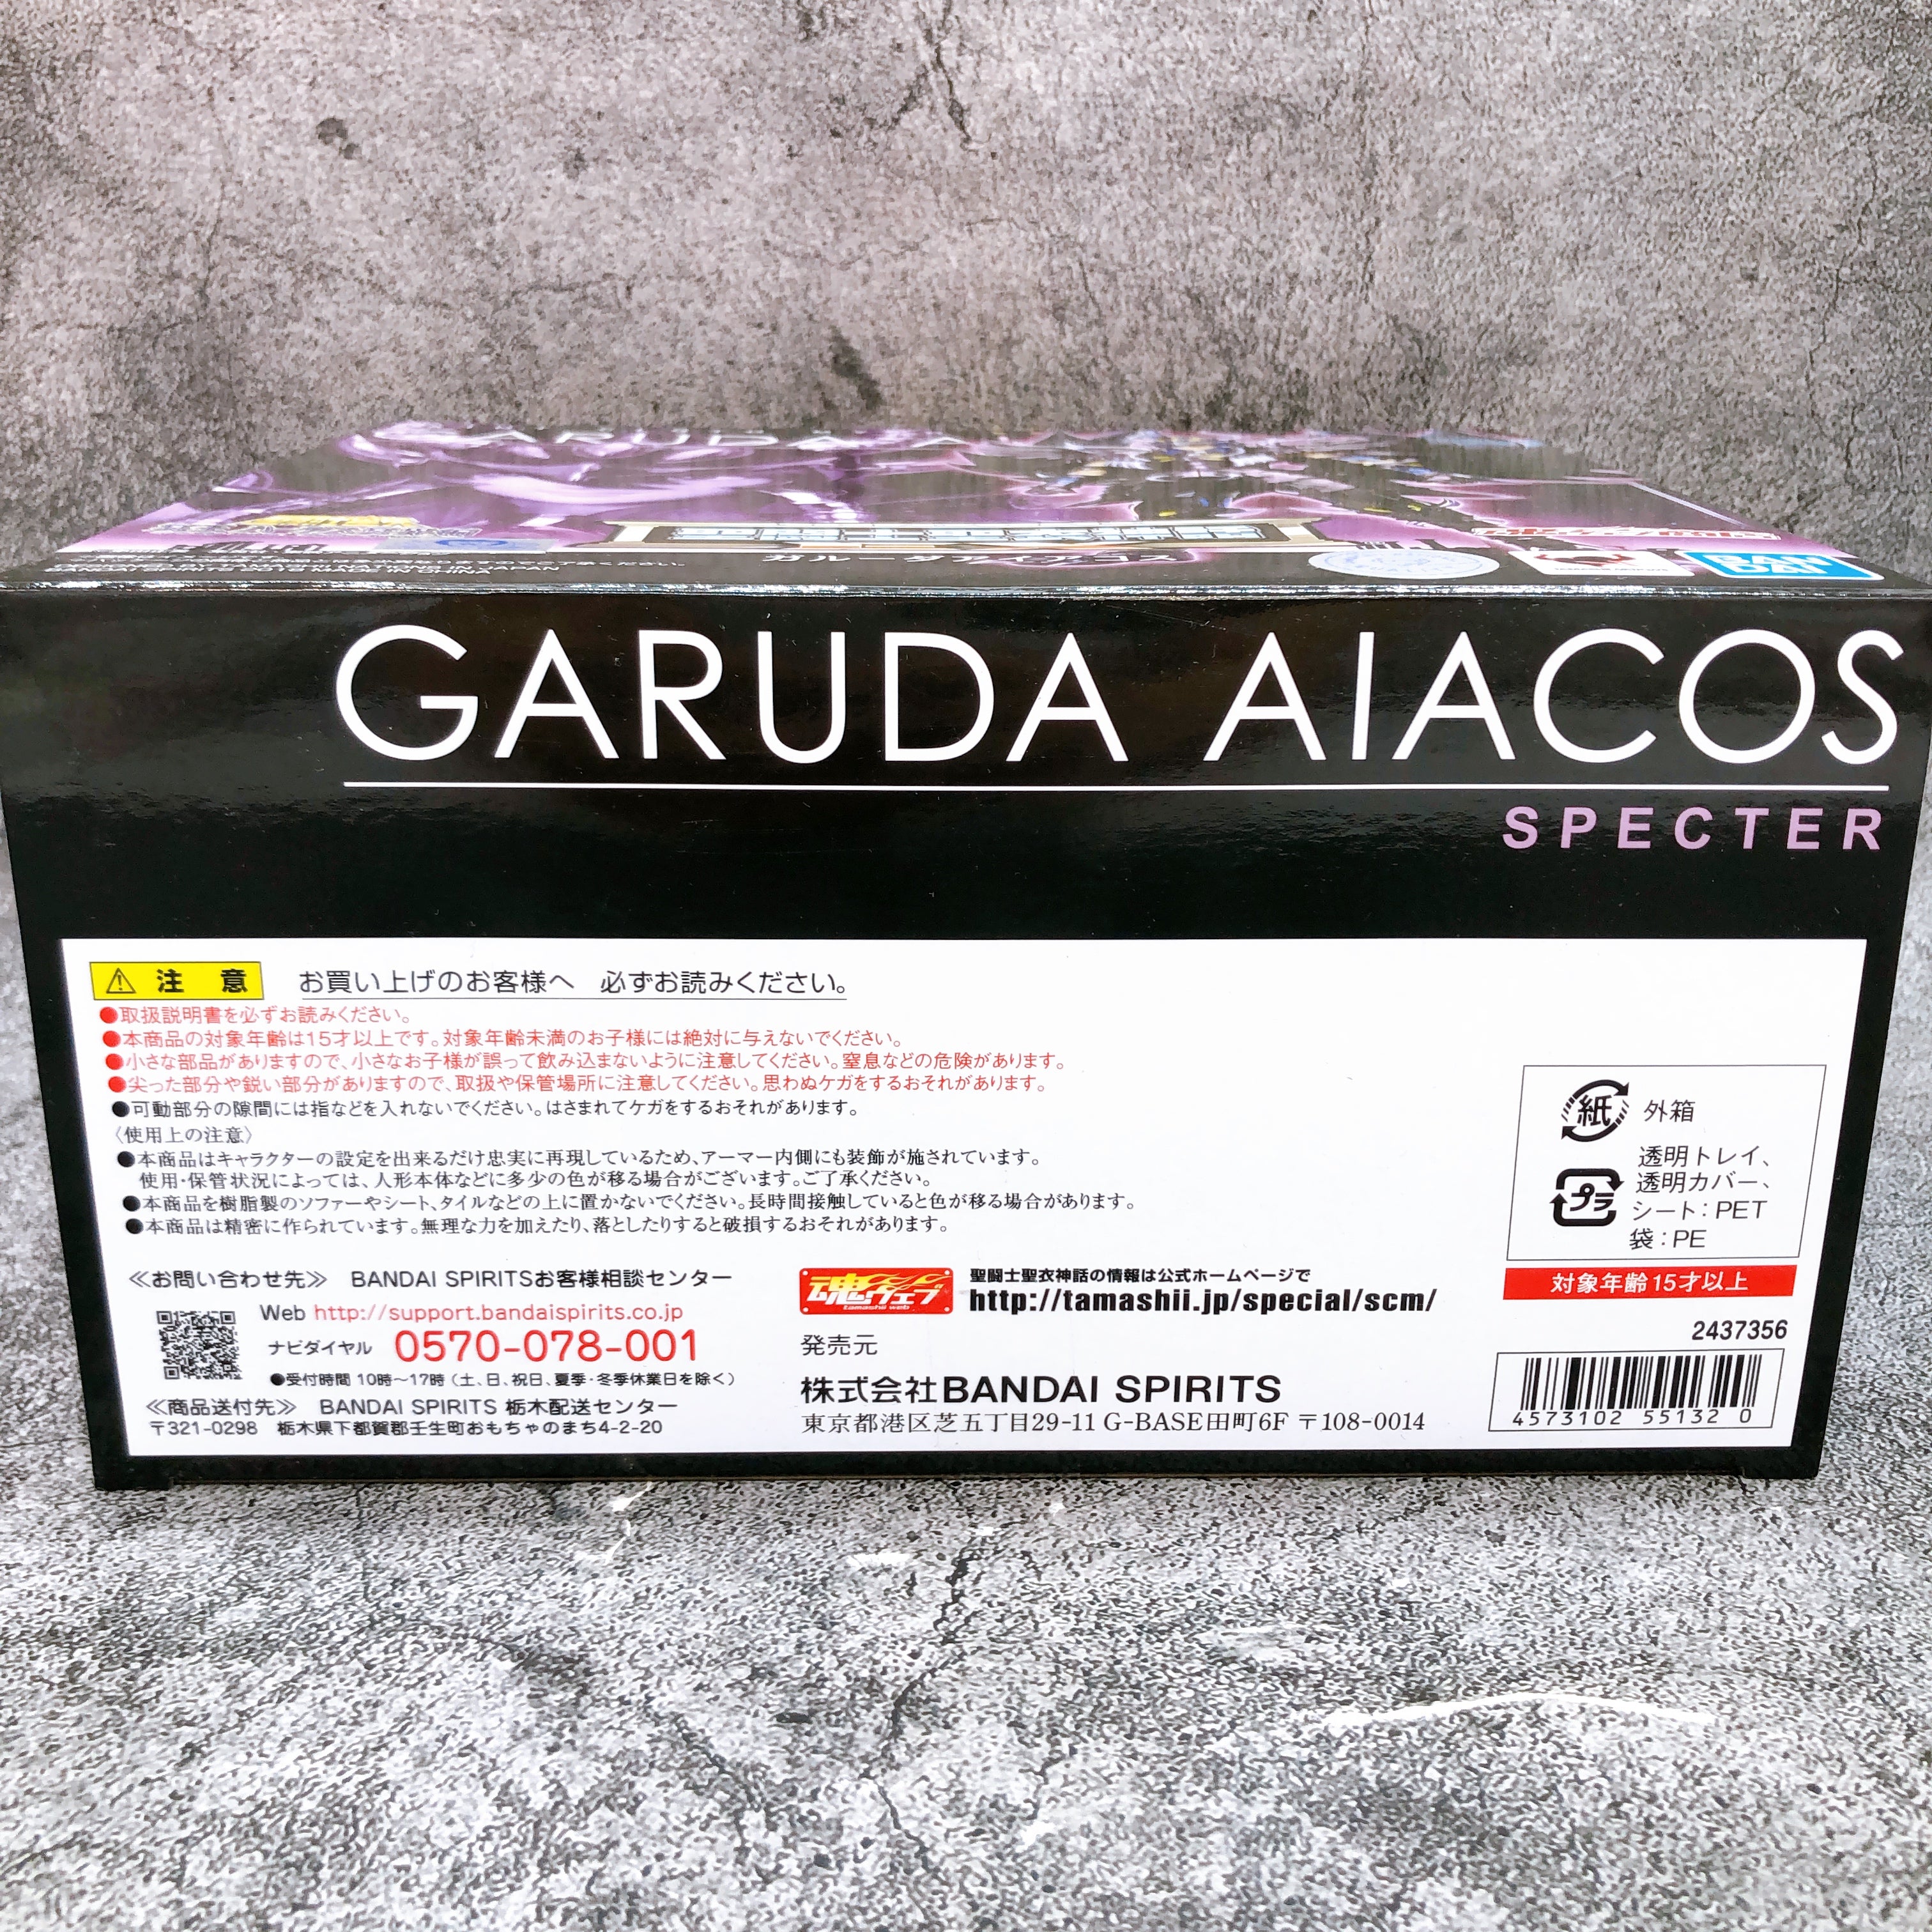 ガルーダアイアコス
BAN
DAI
GARUDA AIACOS
SPECTER
注 意 お買い上げのお客様へ 必ずお読みください。
●取扱説明書を必ずお読みください。
●本商品の対象年齢は15才以上です。対象年齢未満のお子様には絶対に与えないでください。
●小さな部品がありますので、小さなお子様が誤って飲み込まないように注意してください。窒息などの危険があります。
●尖った部分や鋭い部分がありますので、取扱や保管場所に注意してください。思わぬケガをするおそれがあります。
●可動部分の隙間には指などを入れないでください。はさまれてケガをするおそれがあります。
〈使用上の注意〉
●本商品はキャラクターの設定を出来るだけ忠実に再現しているため、アーマー内側にも装飾が施されています。
使用・保管状況によっては、人形本体などに多少の色が移る場合がございます。ご了承ください。
●本商品を樹脂製のソファーやシート、タイルなどの上に置かないでください。長時間接触していると色が移る場合があります。
●本商品は精密に作られています。無理な力を加えたり、落としたりすると破損するおそれがあります。
≪お問い合わせ先≫ BANDAI SPIRITSお客様相談センター
Web http://support.bandaispirits.co.jp
ナビダイヤル 0570-078-001
●受付時間 10時～17時（土、日、祝日、夏季・冬季休業日を除く）
≪商品送付先≫ BANDAI SPIRITS 栃木配送センター
〒321-0298 栃木県下都賀郡壬生町おもちゃのまち4-2-20
魂ウェブ
tamashii web
聖闘士聖衣神話の情報は公式ホームページで
http://tamashii.jp/special/scm/
発売元
株式会社BANDAI SPIRITS
東京都港区芝五丁目29-11 G-BASE田町6F 〒108-0014
紙 外箱
プラ
透明トレイ、
透明カバー、
シート：PET
袋：PE
対象年齢15才以上
2437356
4573102 55132 0